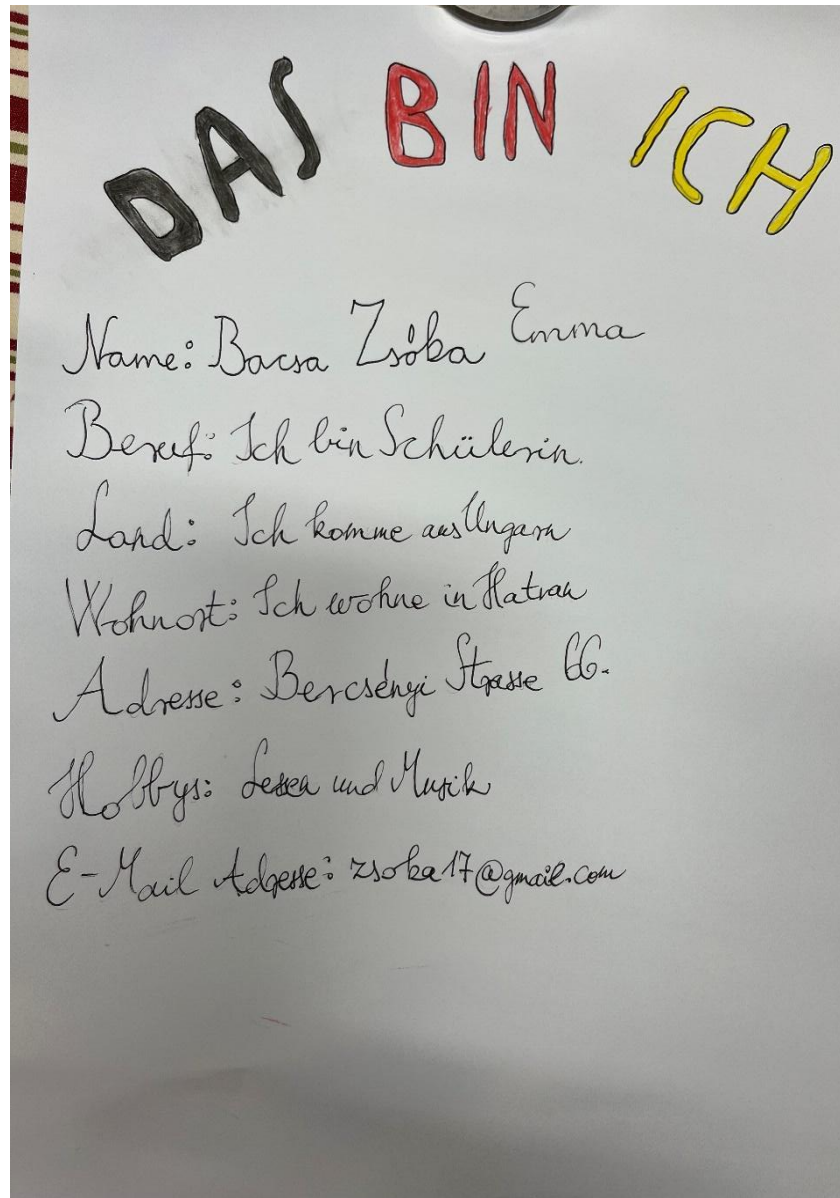 DAS BIN ICH
Name: Bacsa Zsóka Emma
Beruf: Ich bin Schülerin.
Land: Ich komme aus Ungarn
Wohnort: Ich wohne in Hatvan
Adresse: Bercsényi Strasse 66.
Hobbys: Lesen und Musik
E-Mail Adresse: zsoka17@gmail.com